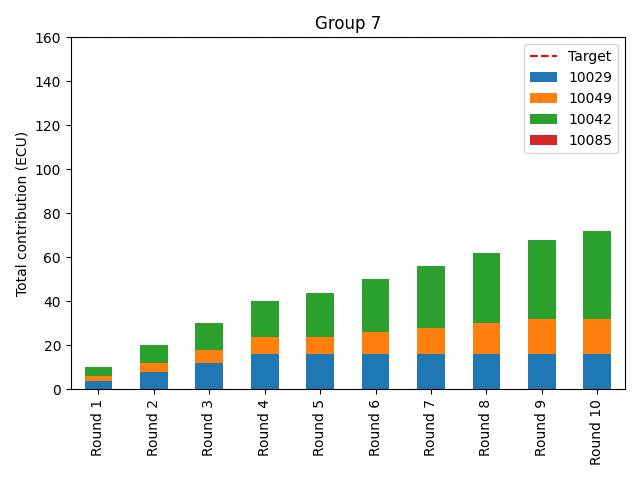 Group 7
Total contribution (ECU)
160
140
120
100
80
60
40
20
0
Target
10029
10049
10042
10085
Round 1
Round 2
Round 3
Round 4
Round 5
Round 6
Round 7
Round 8
Round 9
Round 10